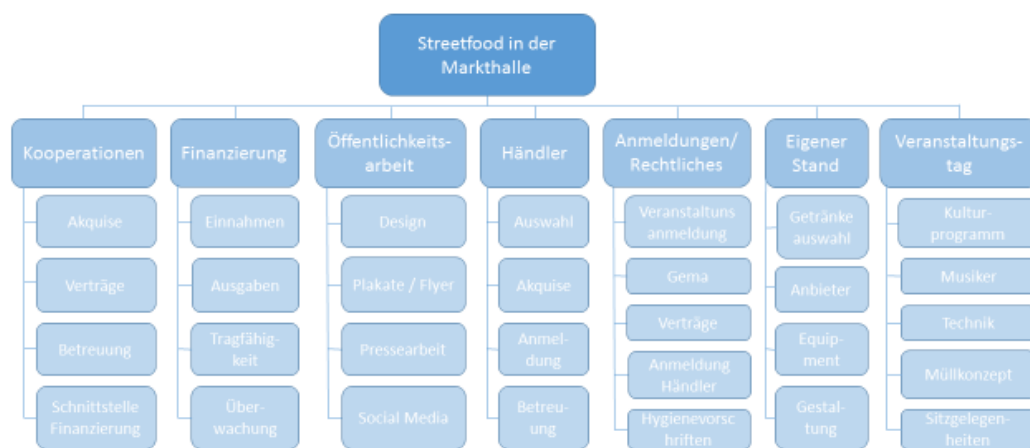 Streetfood in der
Markthalle
Kooperationen
Akquise
Verträge
Betreuung
Schnittstelle
Finanzierung
Finanzierung
Einnahmen
Ausgaben
Tragfähig-
keit
Über-
wachung
Öffentlichkeits-
arbeit
Design
Plakate / Flyer
Pressearbeit
Social Media
Händler
Auswahl
Akquise
Anmel-
dung
Betreu-
ung
Anmeldungen/
Rechtliches
Veranstaltuns
anmeldung
Gema
Verträge
Anmeldung
Händler
Hygienevorsc
hriften
Eigener
Stand
Getränke
auswahl
Anbieter
Equip-
ment
Gestal-
tung
Veranstaltungs-
tag
Kultur-
programm
Musiker
Technik
Müllkonzept
Sitzgelegen-
heiten